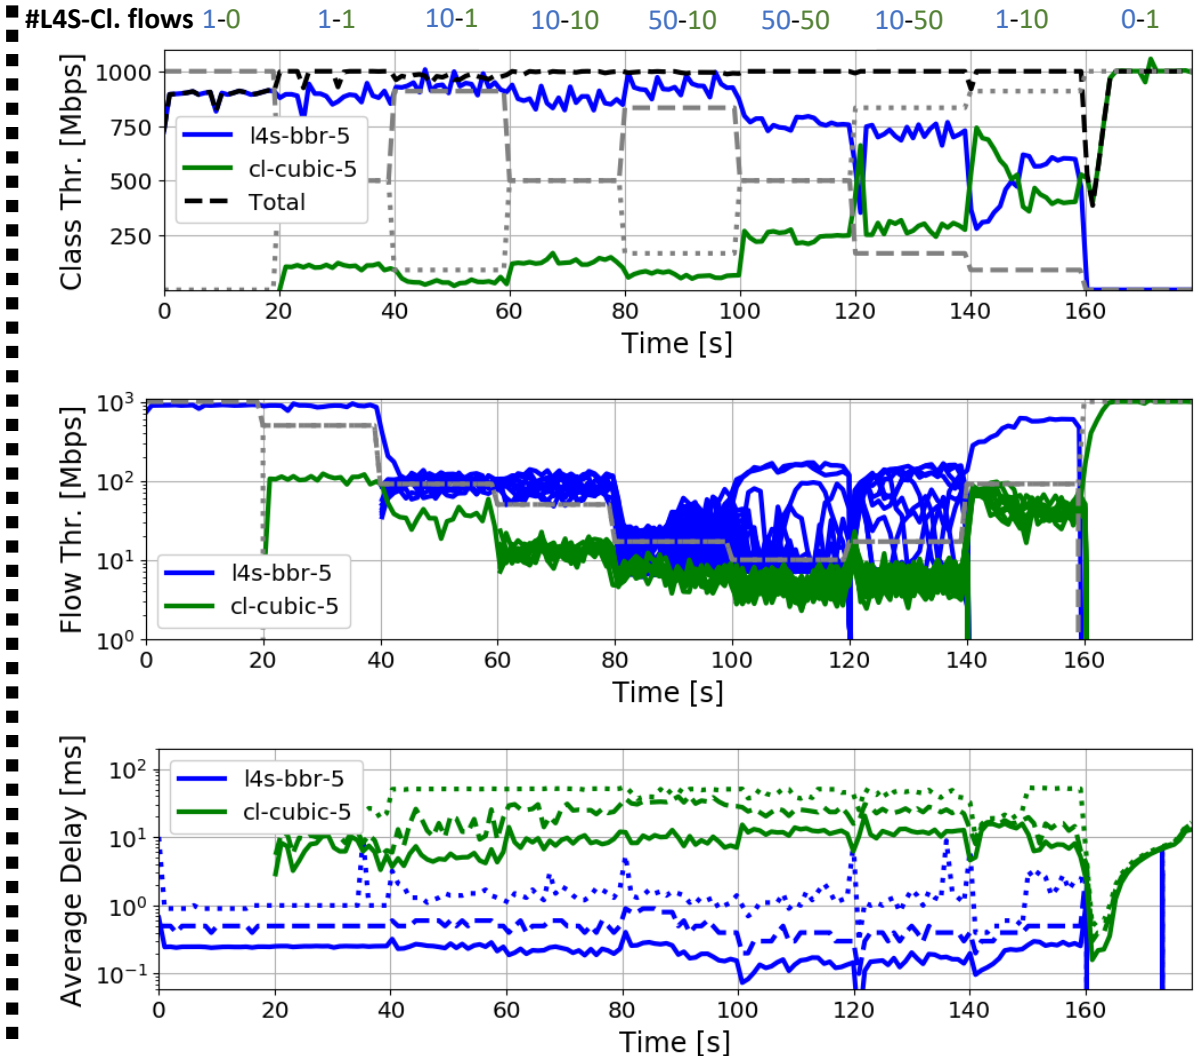 #L4S-Cl. flows 1-0 1-1 10-1 10-10 50-10 50-50 10-50 1-10 0-1
Class Thr. [Mbps]
1000
750
500
250
l4s-bbr-5
cl-cubic-5
Total
0 20 40 60 80 100 120 140 160
Time [s]
Flow Thr. [Mbps]
10³
10²
10¹
10⁰
l4s-bbr-5
cl-cubic-5
0 20 40 60 80 100 120 140 160
Time [s]
Average Delay [ms]
10²
10¹
10⁰
10⁻¹
l4s-bbr-5
cl-cubic-5
0 20 40 60 80 100 120 140 160
Time [s]